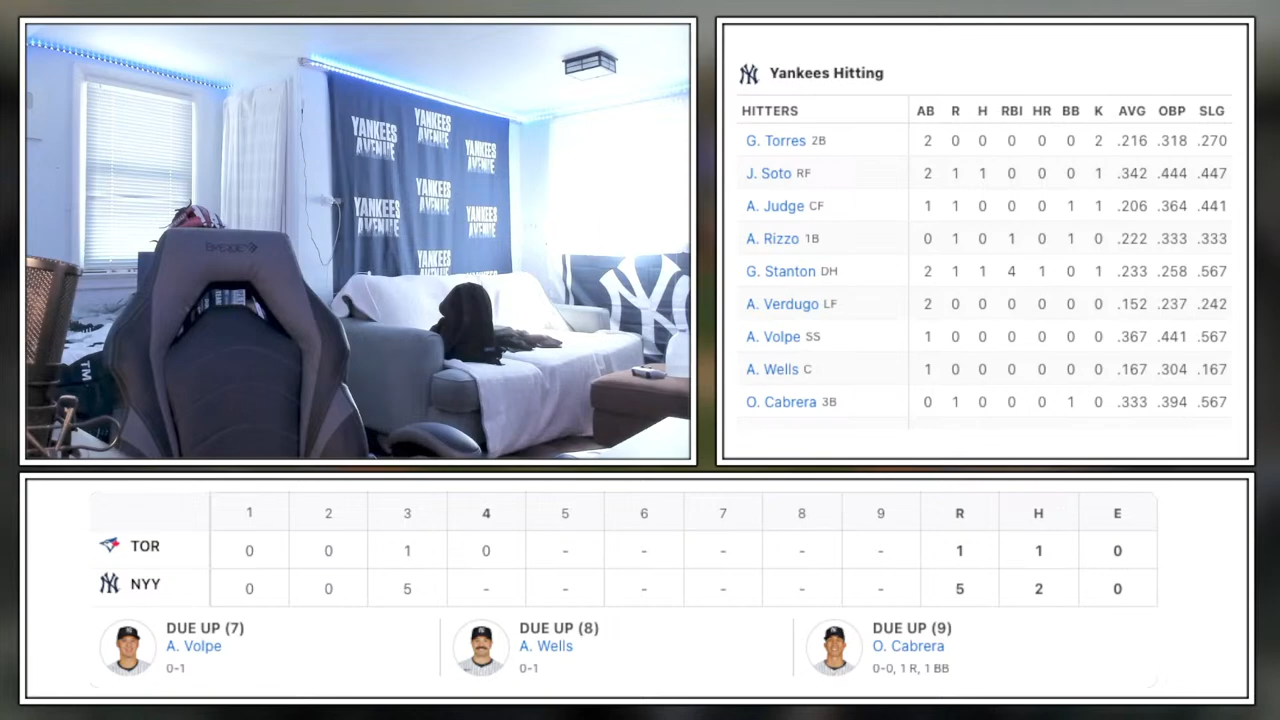 YANKEES
AVENUE
YANKEES
AVENUE
YANKEES
AVENUE
YANKEES
AVENUE
YANKEES
AVENUE
YANKEES
AVENUE
YANKEES
NY
TM
NY Yankees Hitting
HITTERS AB R H RBI HR BB K AVG OBP SLG
G. Torres 2B 2 0 0 0 0 0 2 .216 .318 .270
J. Soto RF 2 1 1 0 0 0 1 .342 .444 .447
A. Judge CF 1 1 0 0 0 1 1 .206 .364 .441
A. Rizzo 1B 0 1 0 1 0 1 0 .222 .333 .333
G. Stanton DH 2 1 1 4 1 0 1 .233 .258 .567
A. Verdugo LF 2 0 0 0 0 0 0 .152 .237 .242
A. Volpe SS 1 0 0 0 0 0 0 .367 .441 .567
A. Wells C 1 0 0 0 0 0 0 .167 .304 .167
O. Cabrera 3B 0 1 0 0 0 1 0 .333 .394 .567
1 2 3 4 5 6 7 8 9 R H E
TOR 0 0 1 0 - - - - - 1 1 0
NY NYY 0 0 5 - - - - - - 5 2 0
DUE UP (7) DUE UP (8) DUE UP (9)
A. Volpe A. Wells O. Cabrera
0-1 0-1 0-0, 1 R, 1 BB